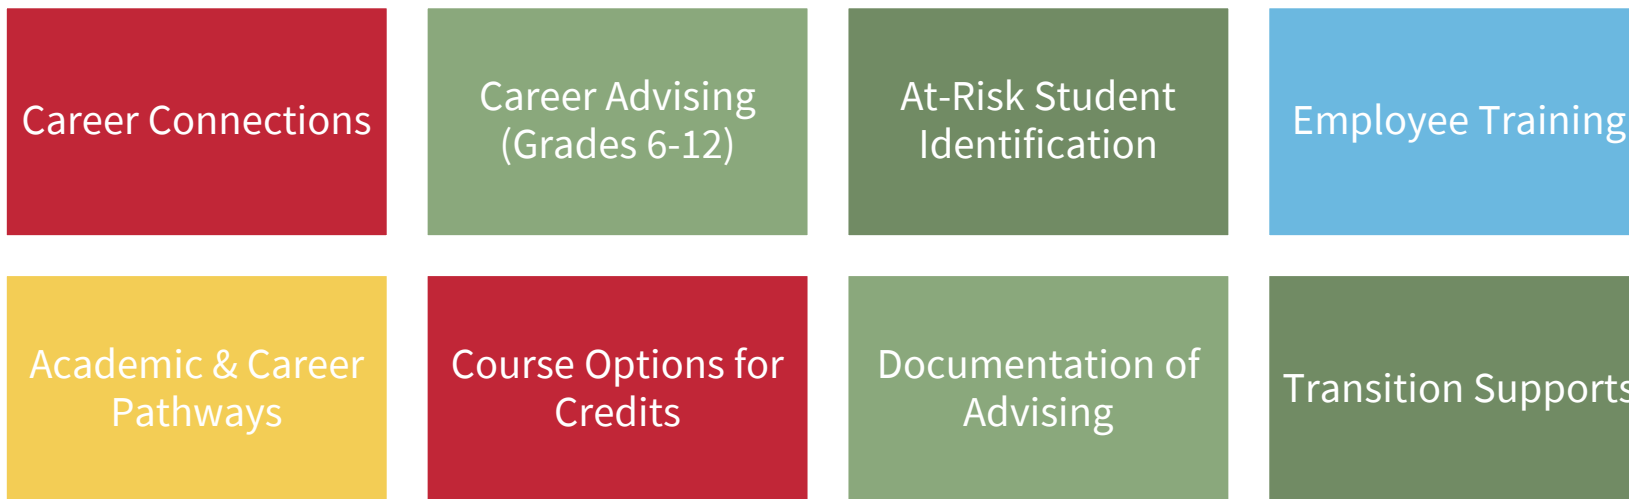 Career Connections
Career Advising
(Grades 6-12)
At-Risk Student
Identification
Employee Training
Academic & Career
Pathways
Course Options for
Credits
Documentation of
Advising
Transition Supports